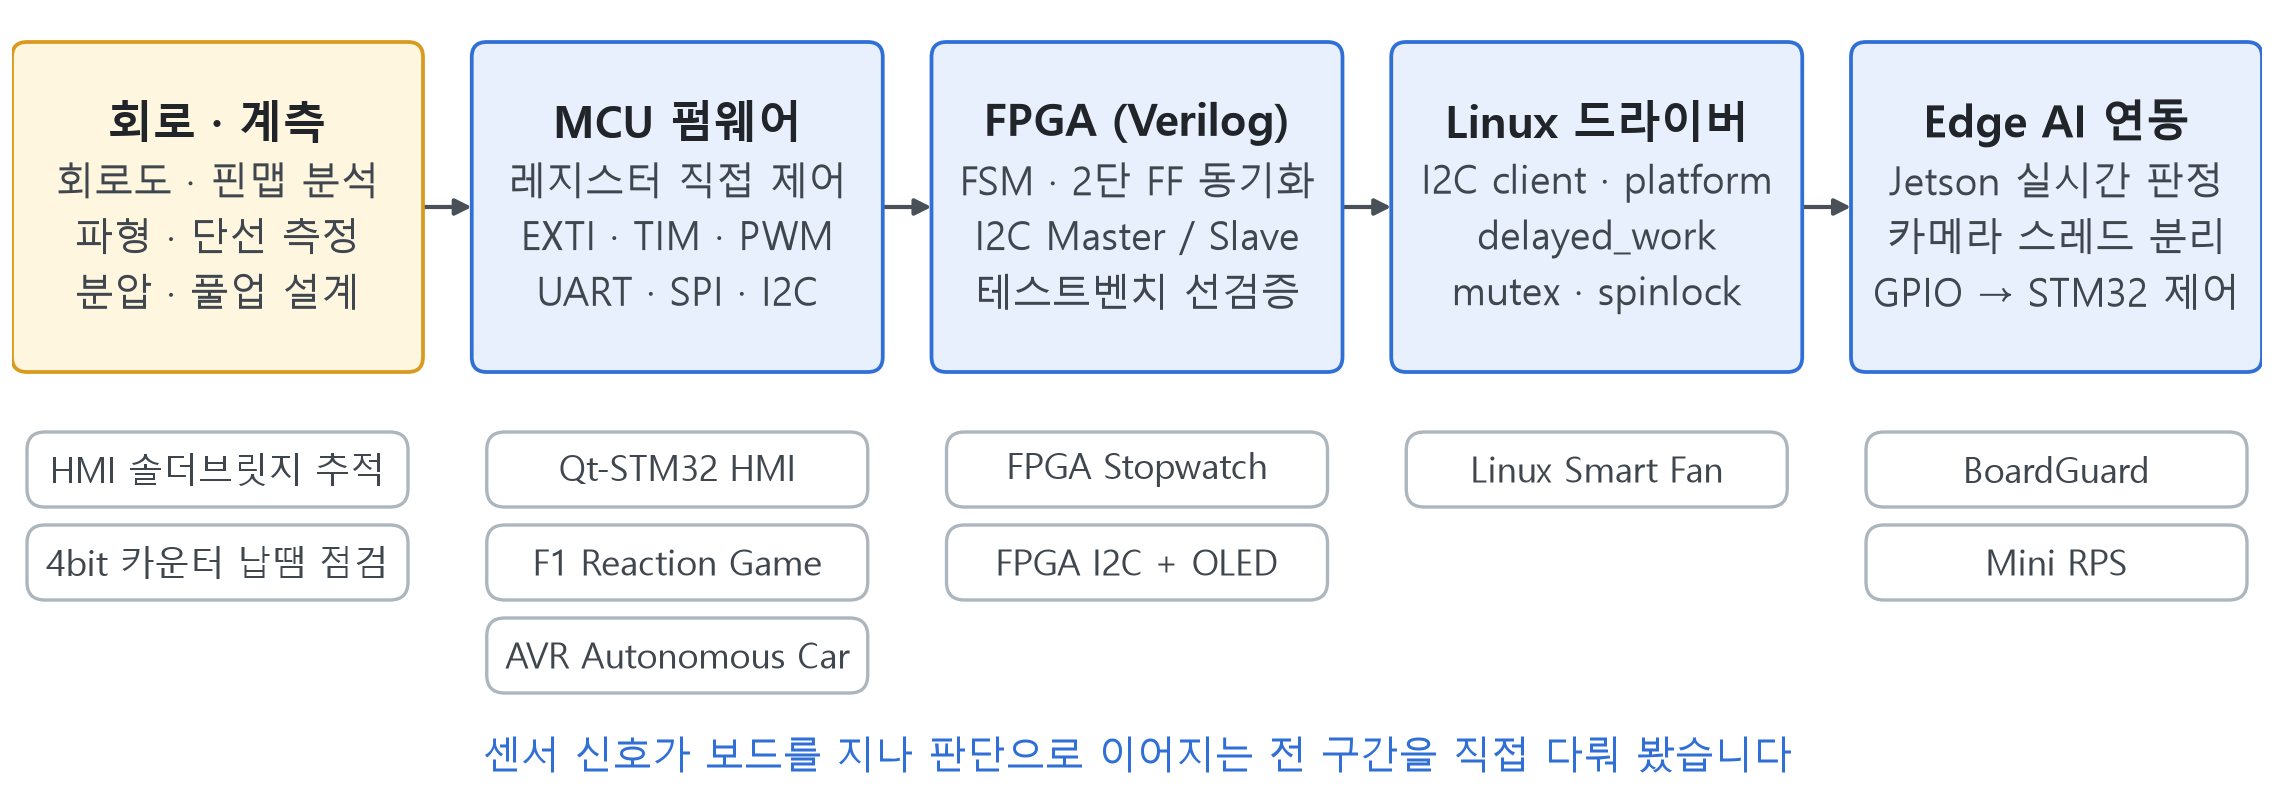 회로 · 계측
회로도 · 핀맵 분석
파형 · 단선 측정
분압 · 풀업 설계
MCU 펌웨어
레지스터 직접 제어
EXTI · TIM · PWM
UART · SPI · I2C
FPGA (Verilog)
FSM · 2단 FF 동기화
I2C Master / Slave
테스트벤치 선검증
Linux 드라이버
I2C client · platform
delayed_work
mutex · spinlock
Edge AI 연동
Jetson 실시간 판정
카메라 스레드 분리
GPIO → STM32 제어
HMI 솔더브릿지 추적
4bit 카운터 납땜 점검
Qt-STM32 HMI
F1 Reaction Game
AVR Autonomous Car
FPGA Stopwatch
FPGA I2C + OLED
Linux Smart Fan
BoardGuard
Mini RPS
센서 신호가 보드를 지나 판단으로 이어지는 전 구간을 직접 다뤄 봤습니다